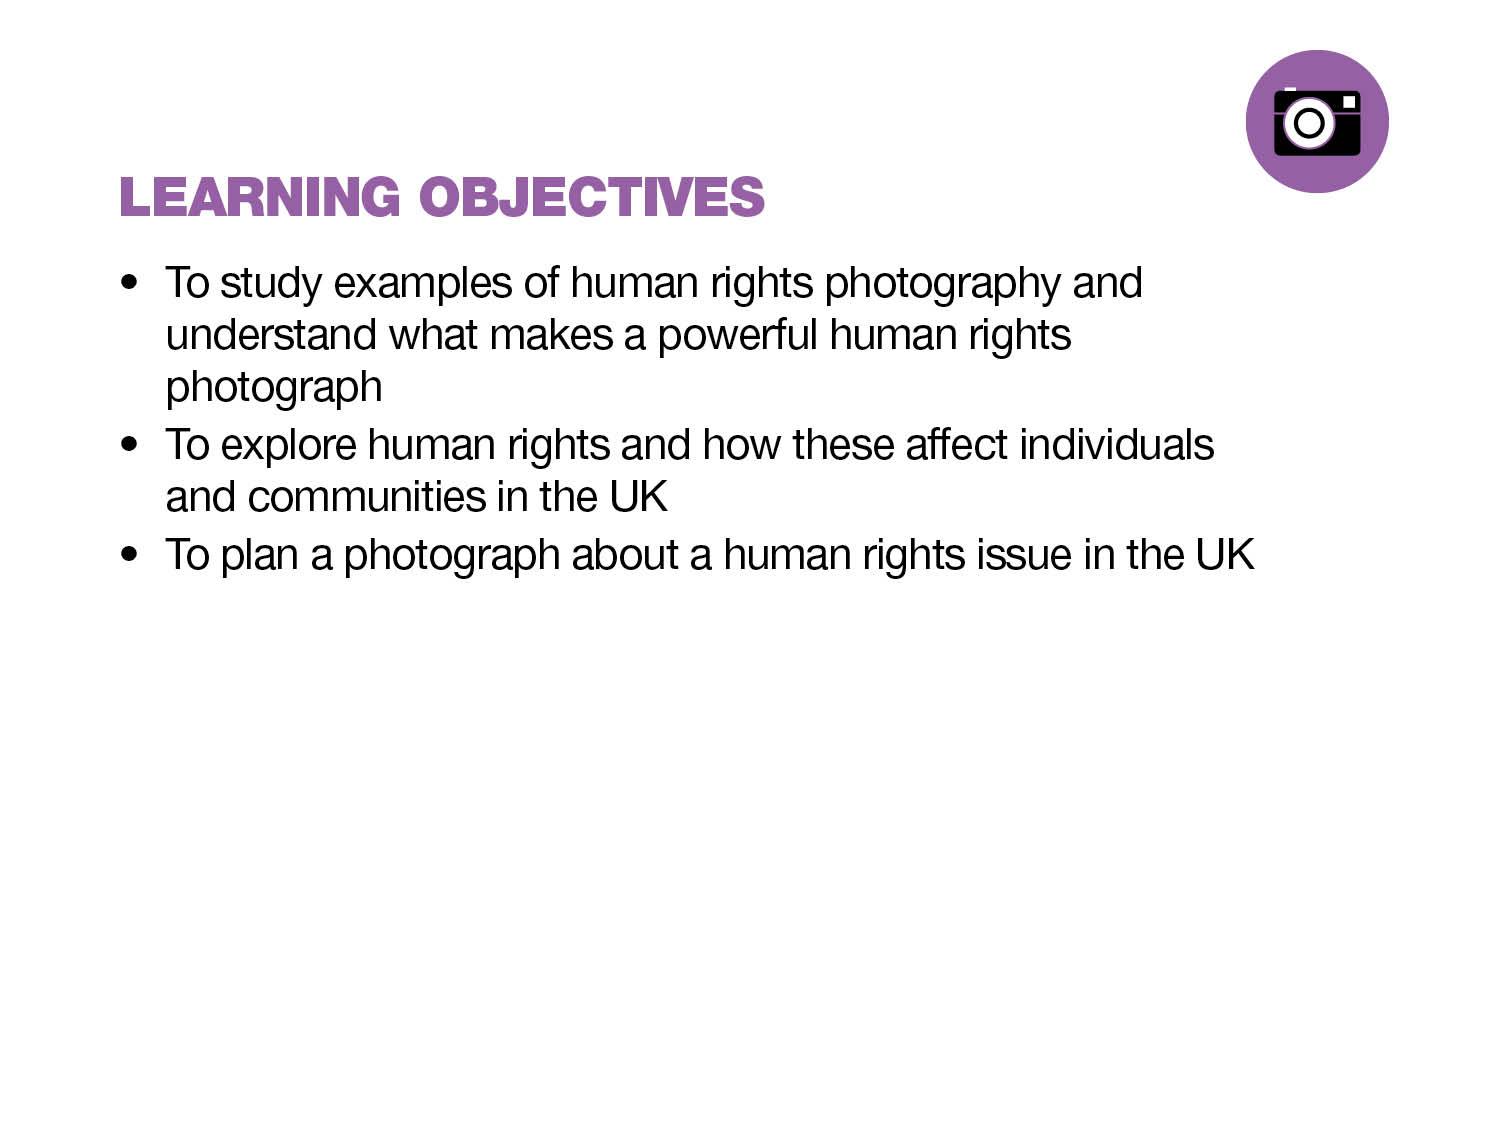 LEARNING OBJECTIVES
• To study examples of human rights photography and
understand what makes a powerful human rights
photograph
• To explore human rights and how these affect individuals
and communities in the UK
• To plan a photograph about a human rights issue in the UK